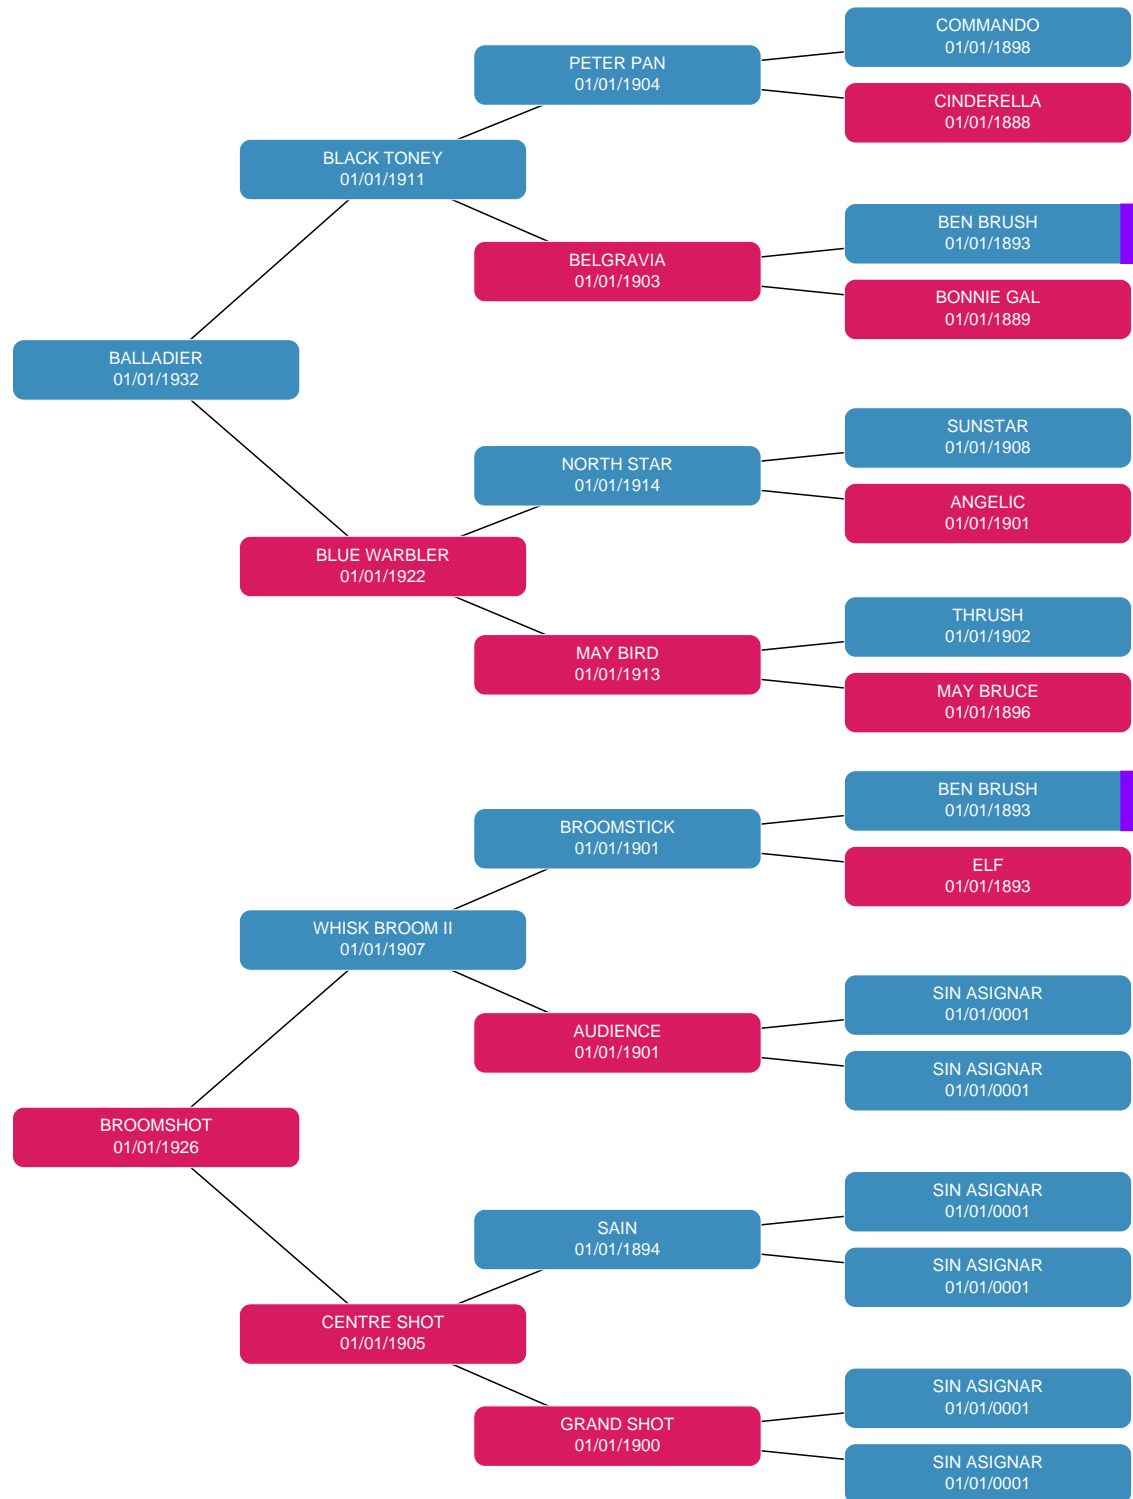 COMMANDO
01/01/1898
PETER PAN
01/01/1904
CINDERELLA
01/01/1888
BLACK TONEY
01/01/1911
BEN BRUSH
01/01/1893
BELGRAVIA
01/01/1903
BONNIE GAL
01/01/1889
BALLADIER
01/01/1932
SUNSTAR
01/01/1908
NORTH STAR
01/01/1914
ANGELIC
01/01/1901
BLUE WARBLER
01/01/1922
THRUSH
01/01/1902
MAY BIRD
01/01/1913
MAY BRUCE
01/01/1896
BEN BRUSH
01/01/1893
BROOMSTICK
01/01/1901
ELF
01/01/1893
WHISK BROOM II
01/01/1907
SIN ASIGNAR
01/01/0001
AUDIENCE
01/01/1901
SIN ASIGNAR
01/01/0001
BROOMSHOT
01/01/1926
SIN ASIGNAR
01/01/0001
SAIN
01/01/1894
SIN ASIGNAR
01/01/0001
CENTRE SHOT
01/01/1905
SIN ASIGNAR
01/01/0001
GRAND SHOT
01/01/1900
SIN ASIGNAR
01/01/0001